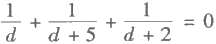 1/d + 1/(d + 5) + 1/(d + 2) = 0